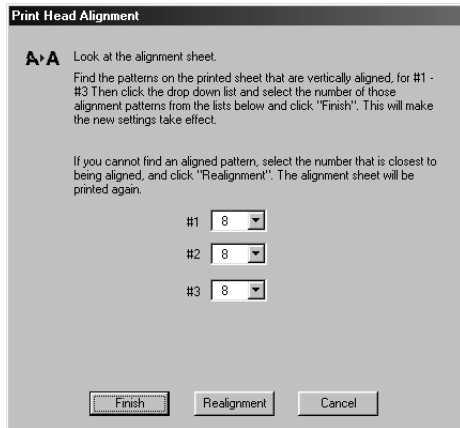 Print Head Alignment
A A Look at the alignment sheet.
Find the patterns on the printed sheet that are vertically aligned, for #1 -
#3 Then click the drop down list and select the number of those
alignment patterns from the lists below and click "Finish". This will make
the new settings take effect.
If you cannot find an aligned pattern, select the number that is closest to
being aligned, and click "Realignment". The alignment sheet will be
printed again.
#1 8
#2 8
#3 8
Finish Realignment Cancel